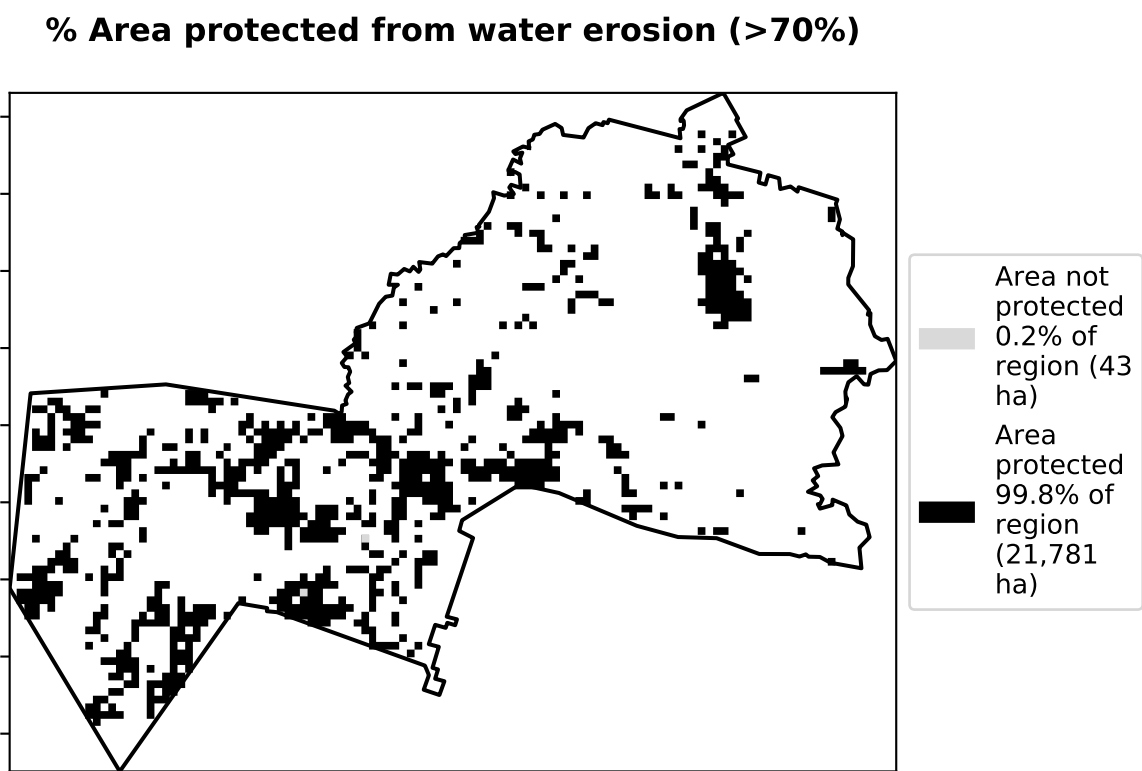 % Area protected from water erosion (>70%)
Area not
protected
0.2% of
region (43
ha)
Area
protected
99.8% of
region
(21,781
ha)